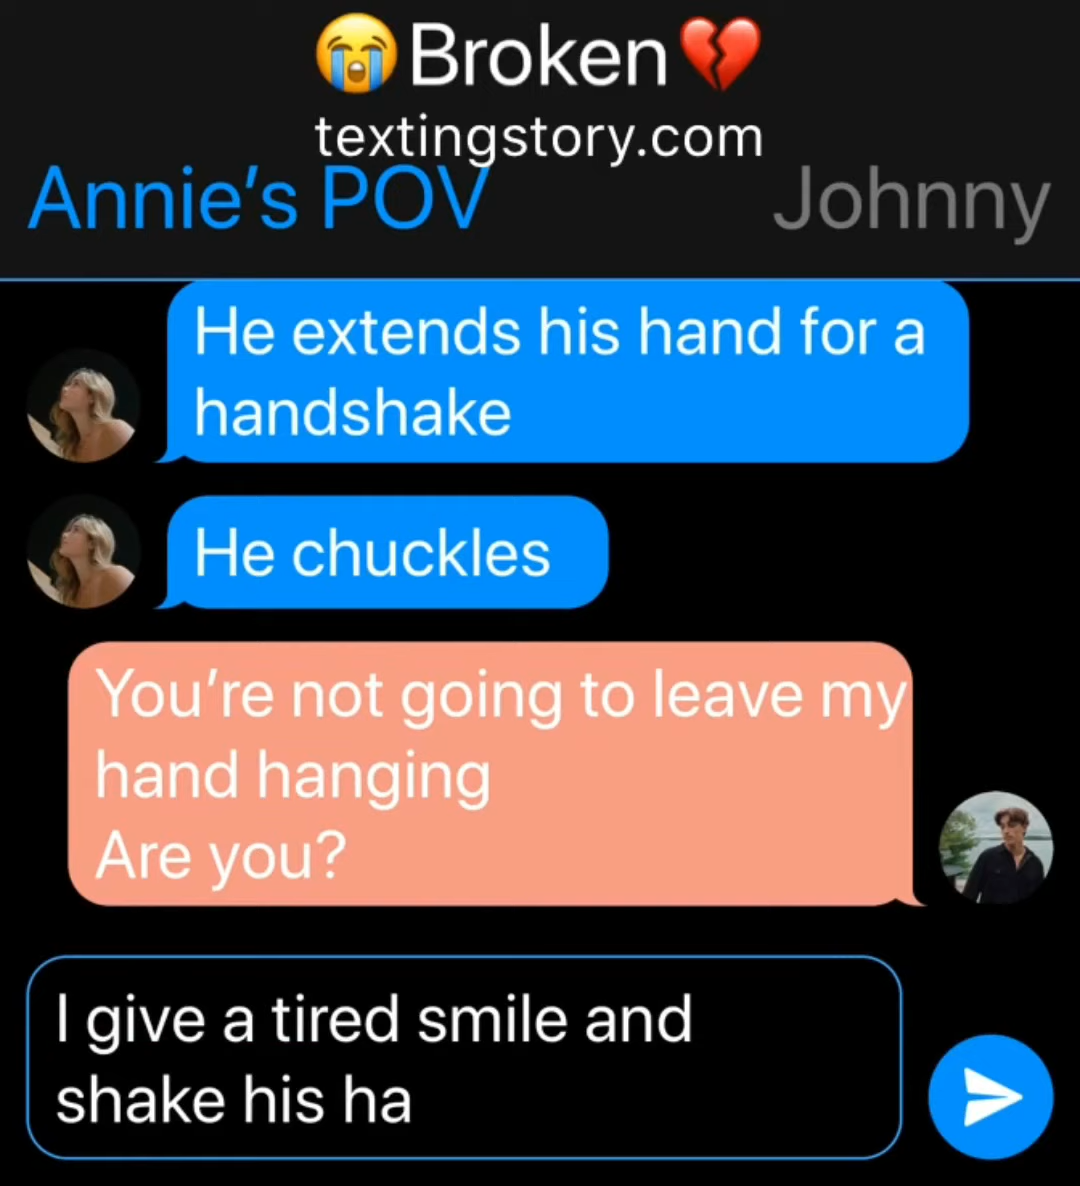 😭Broken💔
textingstory.com
Annie’s POV
Johnny
He extends his hand for a
handshake
He chuckles
You’re not going to leave my
hand hanging
Are you?
I give a tired smile and
shake his ha